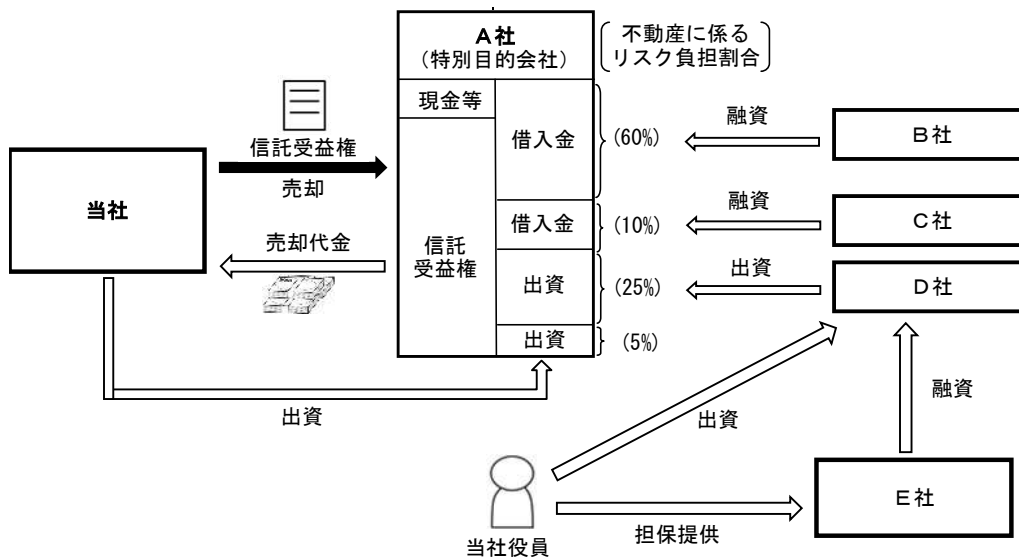 A社
(特別目的会社)
不動産に係る
リスク負担割合
現金等
借入金
(60%)
融資
B社
信託受益権
売却
当社
借入金
(10%)
融資
C社
売却代金
信託
受益権
出資
(25%)
出資
D社
出資
(5%)
出資
出資
融資
E社
担保提供
当社役員